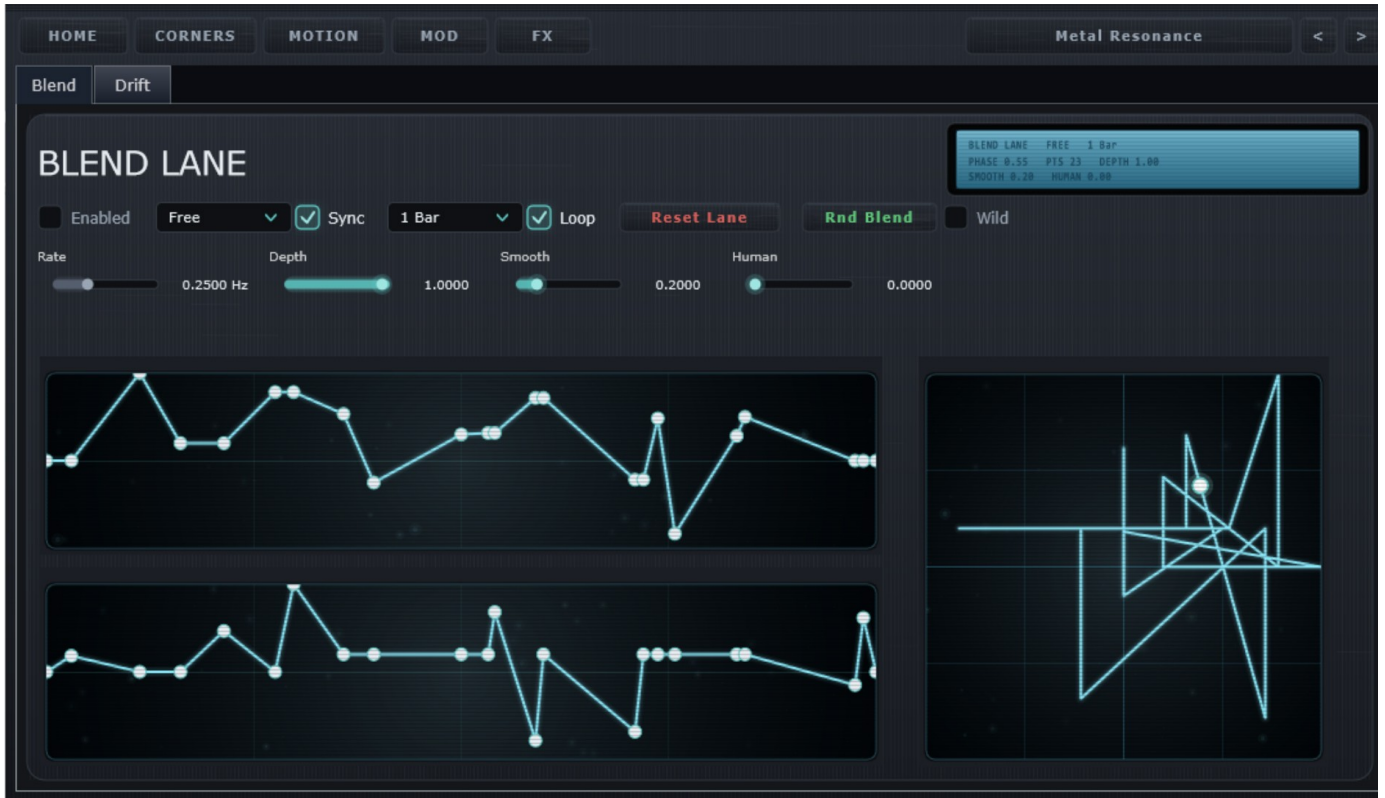 HOME CORNERS MOTION MOD FX Metal Resonance < >
Blend Drift
BLEND LANE FREE 1 Bar
PHASE 0.55 PTS 23 DEPTH 1.00
SMOOTH 0.20 HUMAN 0.00
BLEND LANE
Enabled Free Sync 1 Bar Loop Reset Lane Rnd Blend Wild
Rate Depth Smooth Human
0.2500 Hz 1.0000 0.2000 0.0000